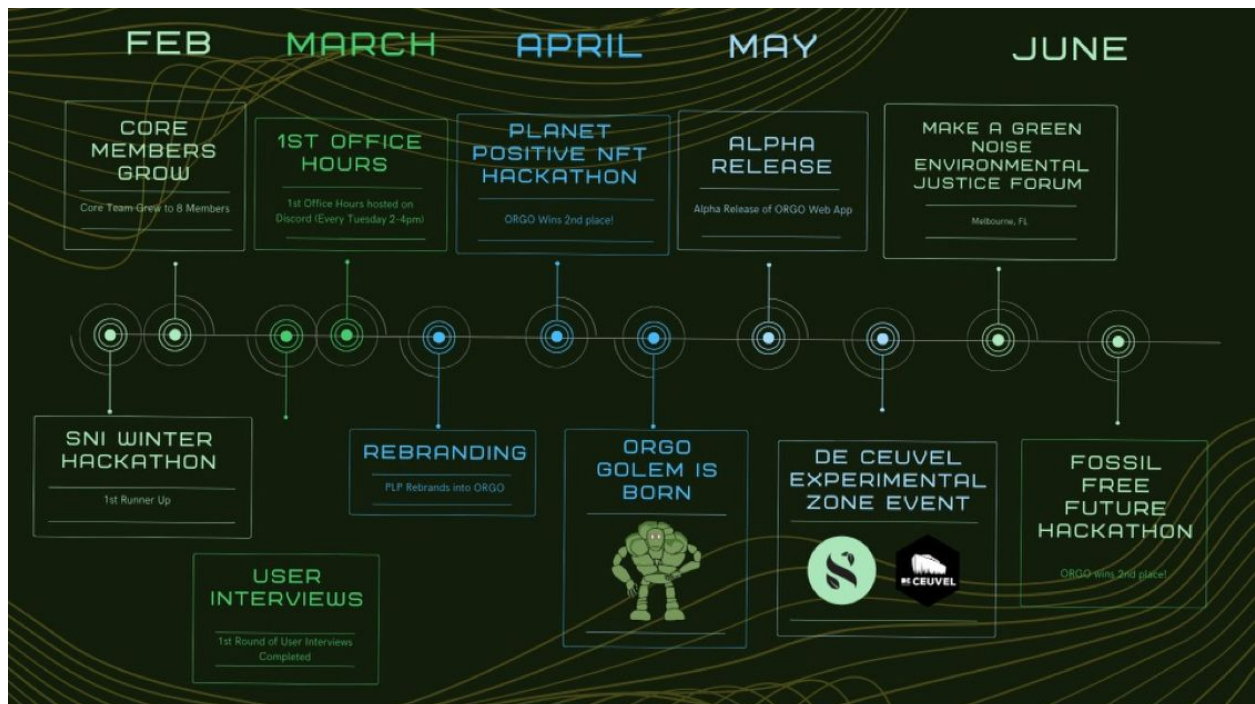 FEB
MARCH
APRIL
MAY
JUNE
CORE
MEMBERS
GROW
Core Team Grew to 8 Members
1ST OFFICE
HOURS
1st Office Hours hosted on
Discord (Every Tuesday 2-4pm)
PLANET
POSITIVE NFT
HACKATHON
ORGO Wins 2nd place!
ALPHA
RELEASE
Alpha Release of ORGO Web App
MAKE A GREEN
NOISE
ENVIRONMENTAL
JUSTICE FORUM
Melbourne, FL
SNI WINTER
HACKATHON
1st Runner Up
USER
INTERVIEWS
1st Round of User Interviews
Completed
REBRANDING
PLP Rebrands into ORGO
ORGO
GOLEM IS
BORN
DE CEUVEL
EXPERIMENTAL
ZONE EVENT
DE CEUVEL
FOSSIL
FREE
FUTURE
HACKATHON
ORGO wins 2nd place!